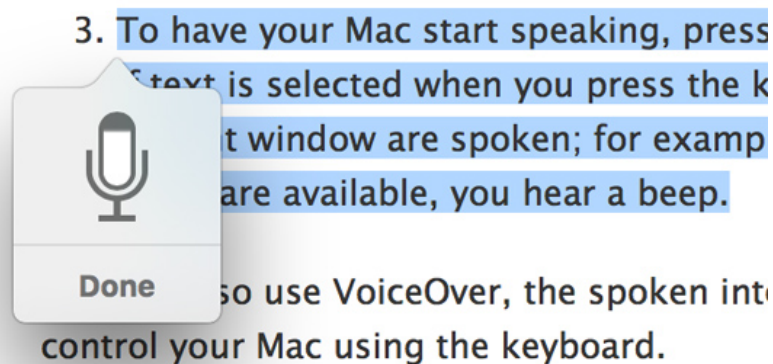 3. To have your Mac start speaking, press
text is selected when you press the
window are spoken; for examp
are available, you hear a beep.
Done
so use VoiceOver, the spoken
control your Mac using the keyboard.